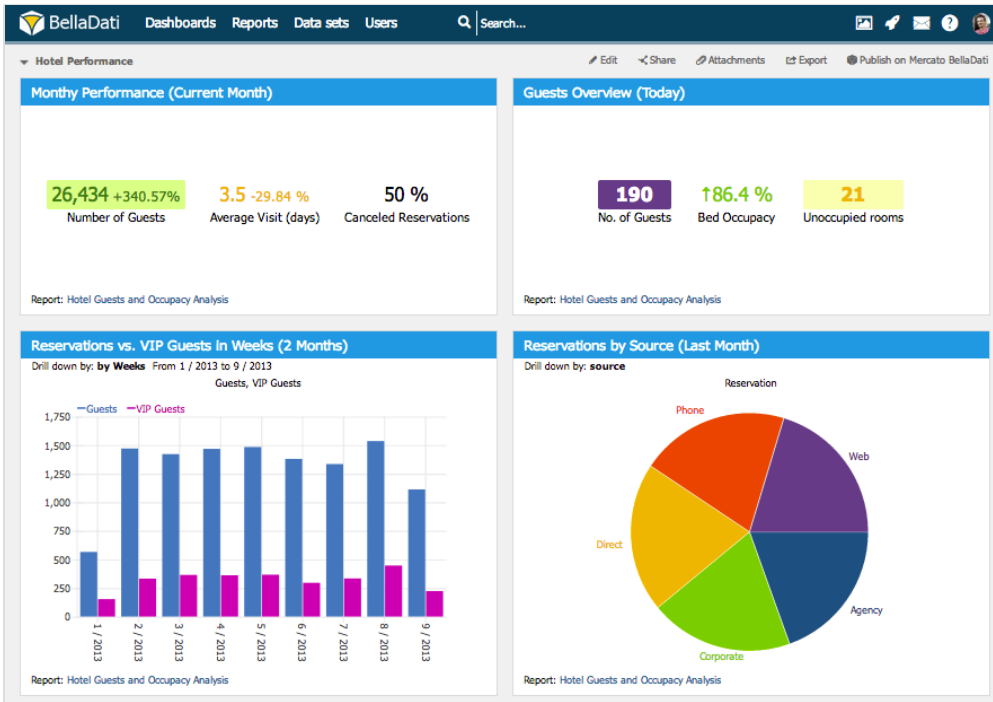 BellaDati Dashboards Reports Data sets Users Search... ?
Hotel Performance Edit Share Attachments Export Publish on Mercato BellaDati
Monthy Performance (Current Month)
26,434 +340.57% 3.5 -29.84 % 50 %
Number of Guests Average Visit (days) Canceled Reservations
Report: Hotel Guests and Occupancy Analysis
Guests Overview (Today)
190 ↑86.4 % 21
No. of Guests Bed Occupancy Unoccupied rooms
Report: Hotel Guests and Occupancy Analysis
Reservations vs. VIP Guests in Weeks (2 Months)
Drill down by: by Weeks From 1 / 2013 to 9 / 2013
Guests, VIP Guests
Guests VIP Guests
1,750
1,500
1,250
1,000
750
500
250
0
1 / 2013
2 / 2013
3 / 2013
4 / 2013
5 / 2013
6 / 2013
7 / 2013
8 / 2013
9 / 2013
Report: Hotel Guests and Occupancy Analysis
Reservations by Source (Last Month)
Drill down by: source
Reservation
Phone
Web
Direct
Agency
Corporate
Report: Hotel Guests and Occupancy Analysis